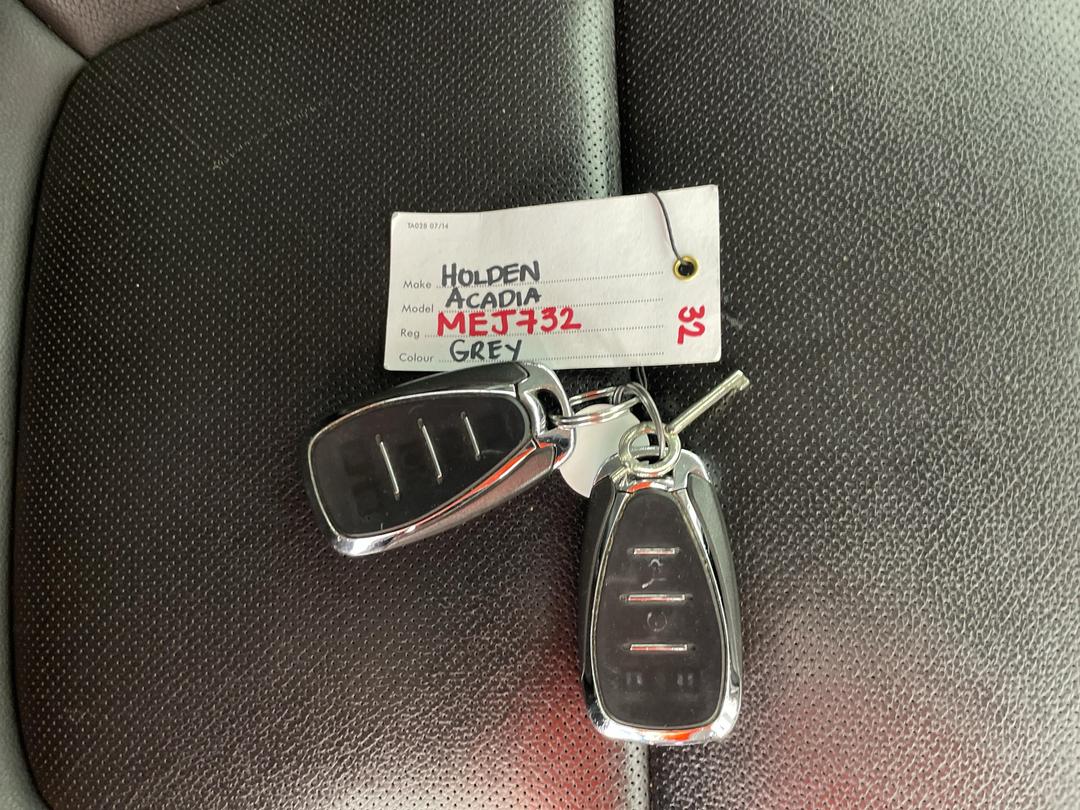 TA028 07/14
Make HOLDEN
Model ACADIA
Reg MEJ732
Colour GREY
32